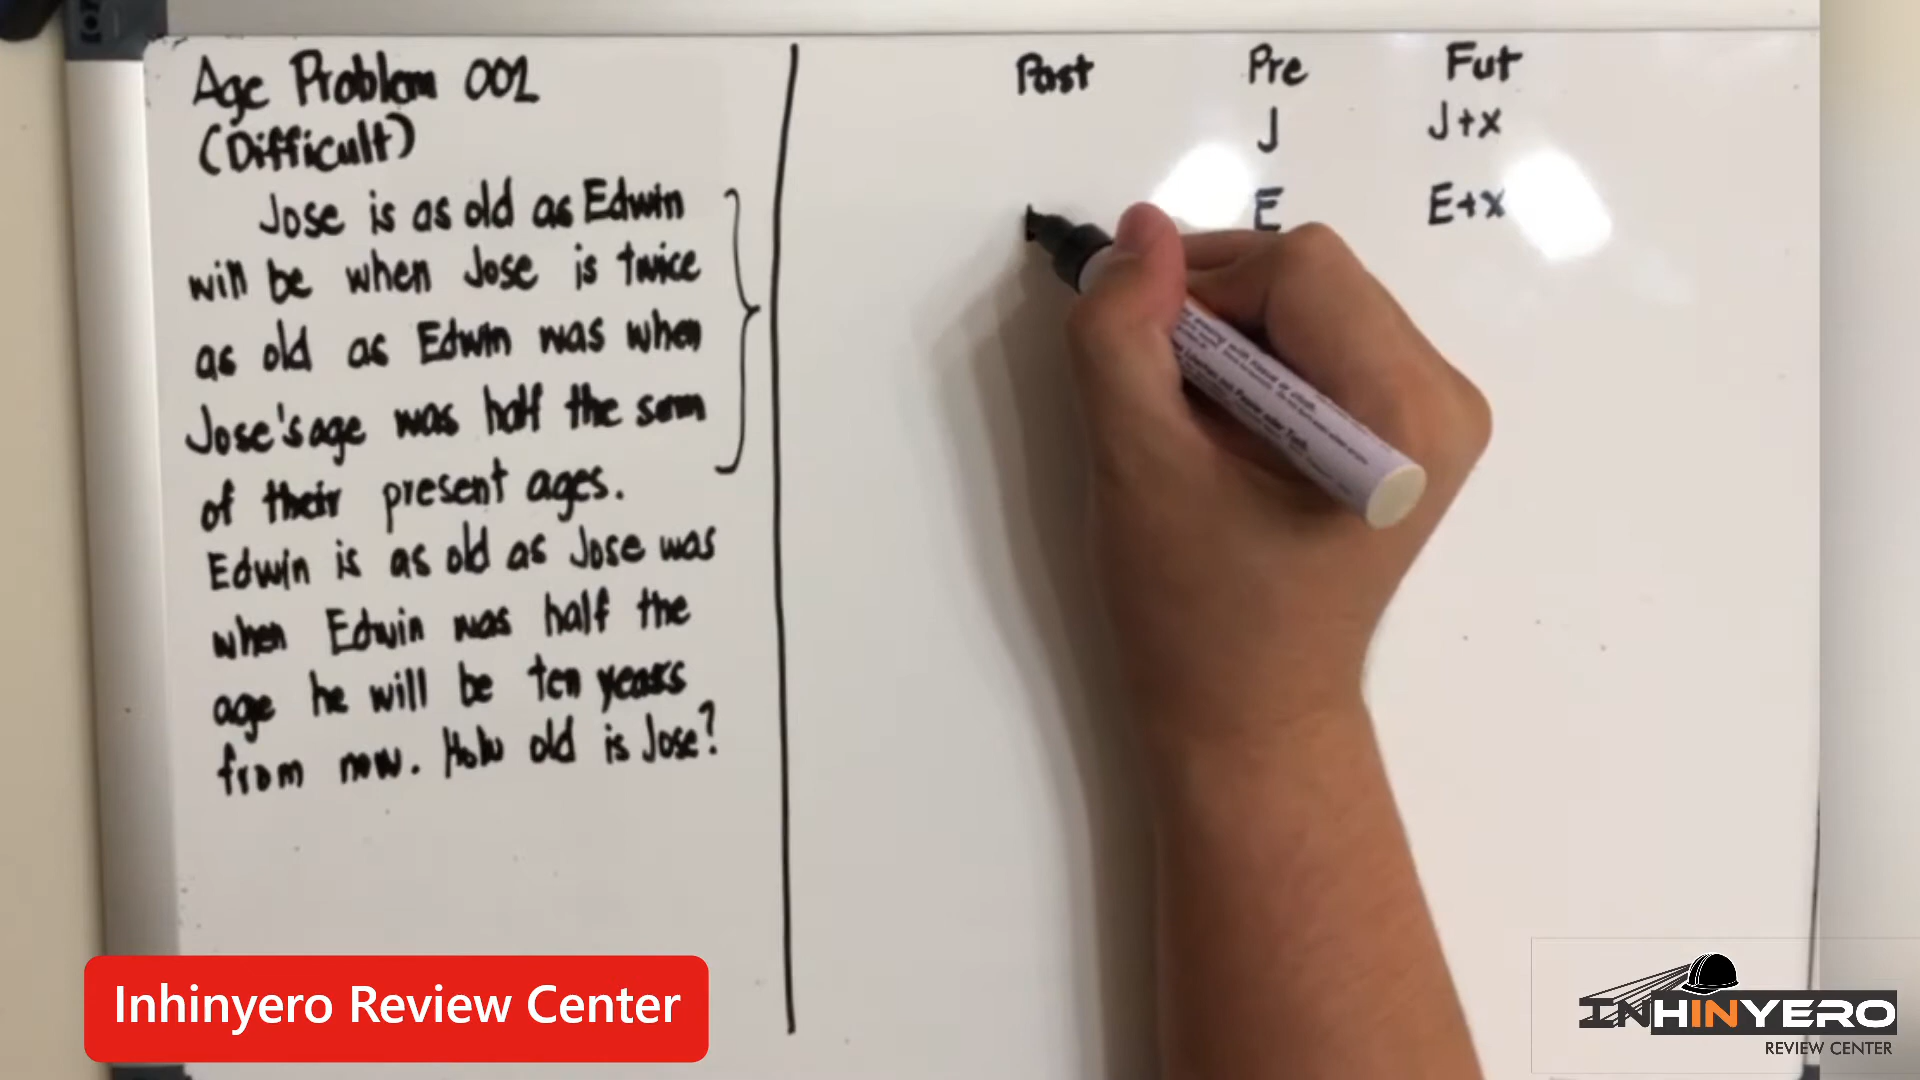 Age Problem 002
(Difficult)
Jose is as old as Edwin
will be when Jose is twice
as old as Edwin was when
Jose's age was half the sum
of their present ages.
Edwin is as old as Jose was
when Edwin was half the
age he will be ten years
from now. How old is Jose?
Past Pre Fut
J J+x
E E+x
Inhinyero Review Center
INHINYERO
REVIEW CENTER